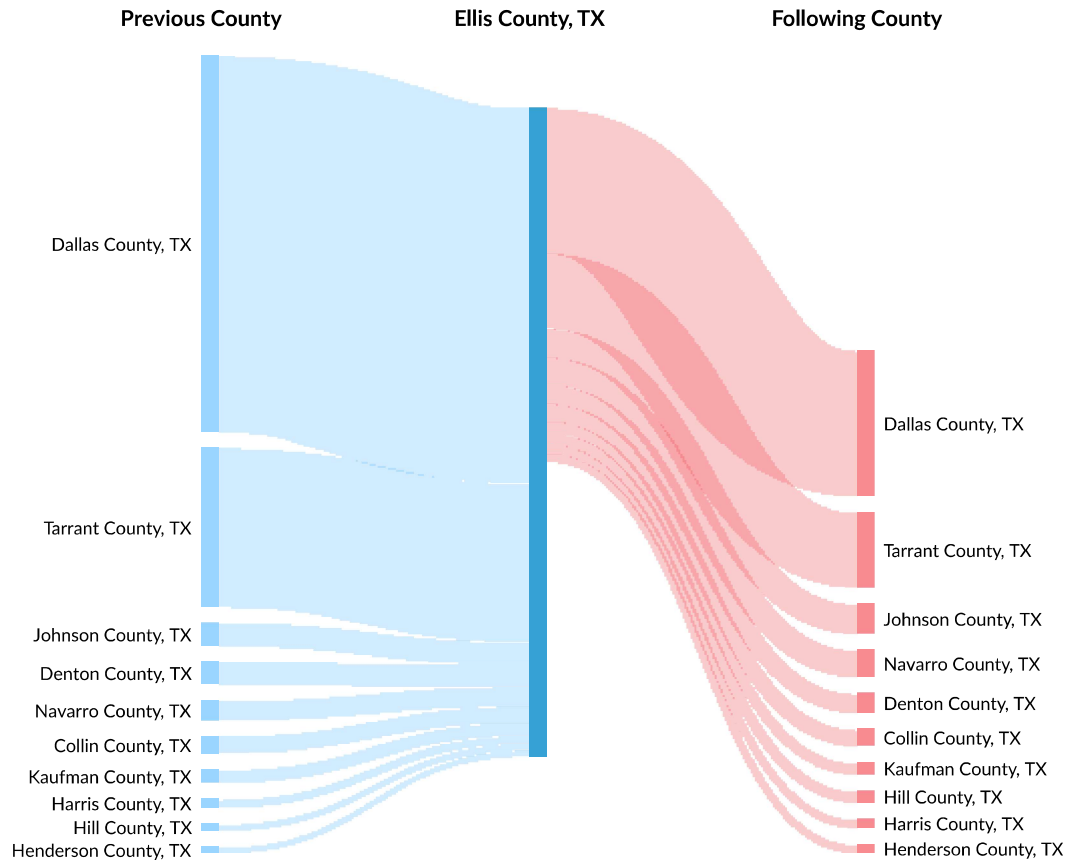 Previous County
Ellis County, TX
Following County
Dallas County, TX
Tarrant County, TX
Johnson County, TX
Denton County, TX
Navarro County, TX
Collin County, TX
Kaufman County, TX
Harris County, TX
Hill County, TX
Henderson County, TX
Dallas County, TX
Tarrant County, TX
Johnson County, TX
Navarro County, TX
Denton County, TX
Collin County, TX
Kaufman County, TX
Hill County, TX
Harris County, TX
Henderson County, TX